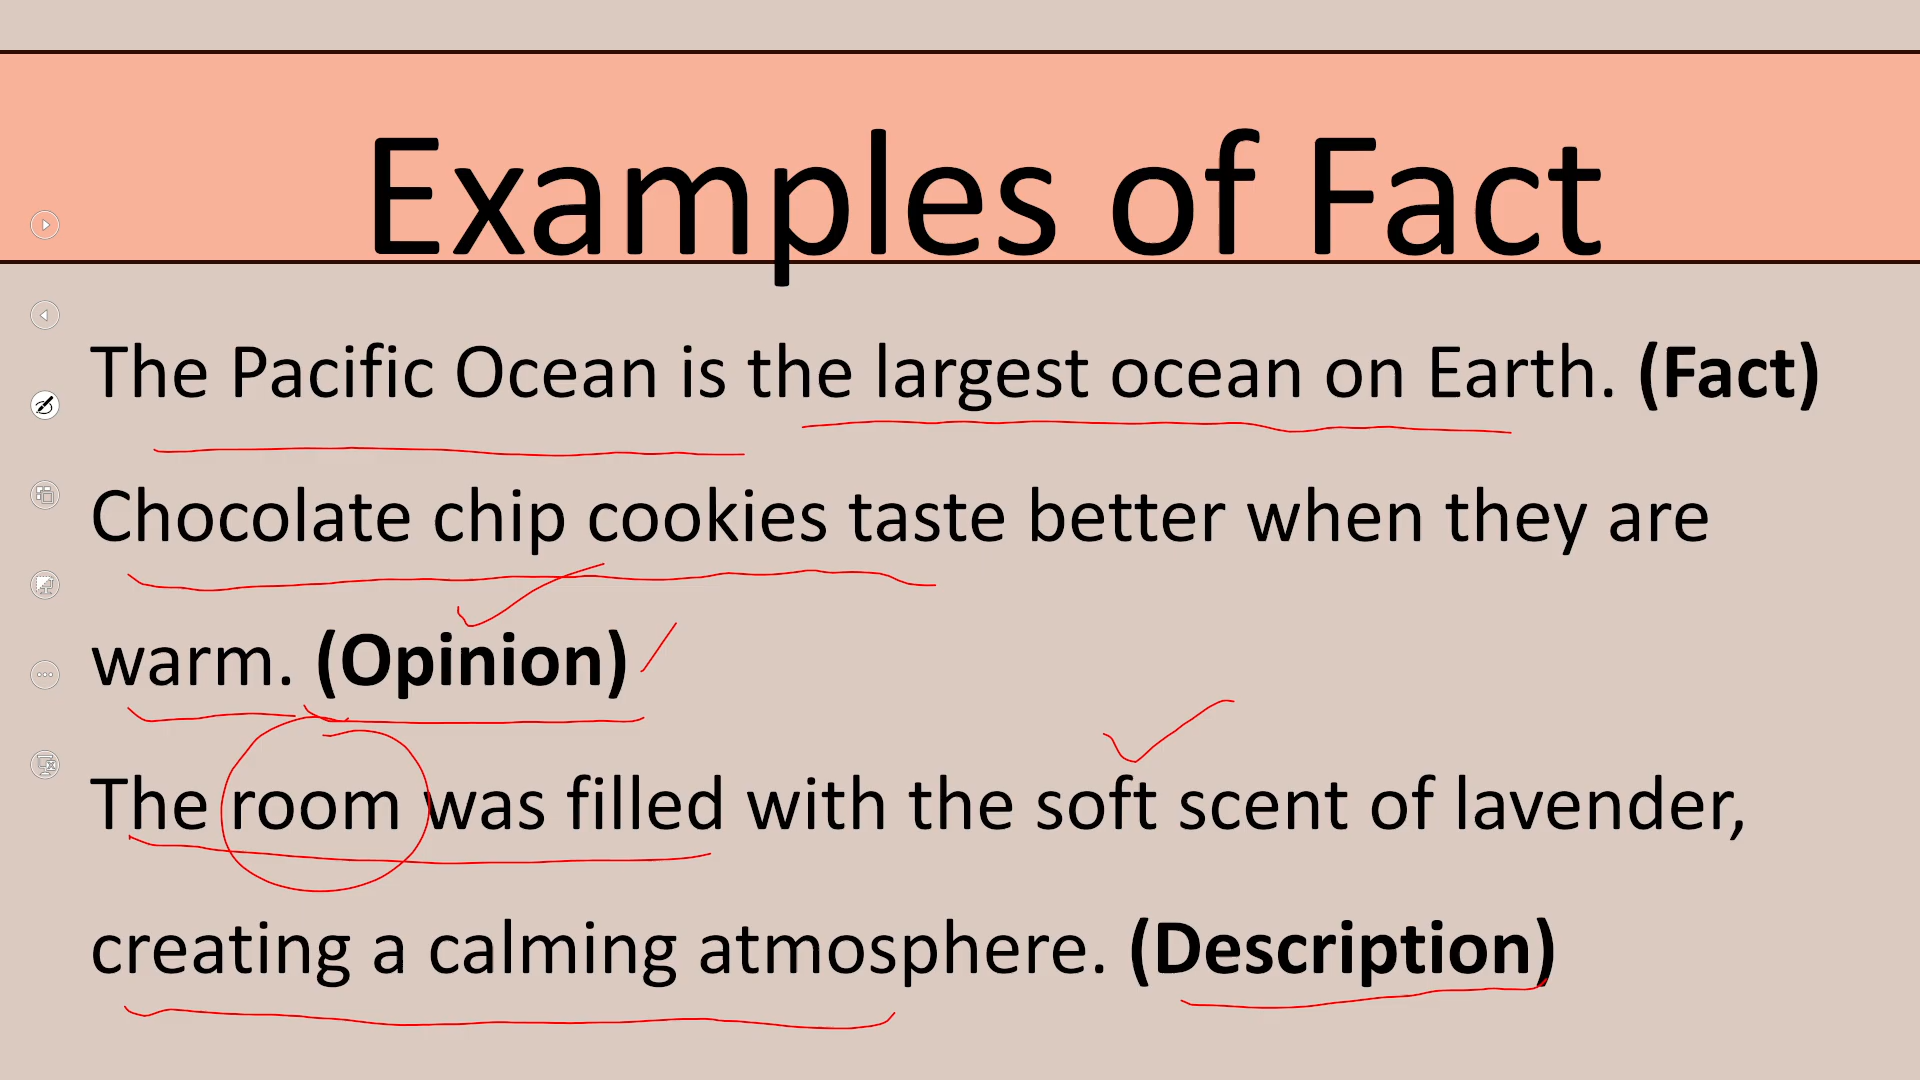 Examples of Fact
The Pacific Ocean is the largest ocean on Earth. (Fact)
Chocolate chip cookies taste better when they are
warm. (Opinion)
The room was filled with the soft scent of lavender,
creating a calming atmosphere. (Description)